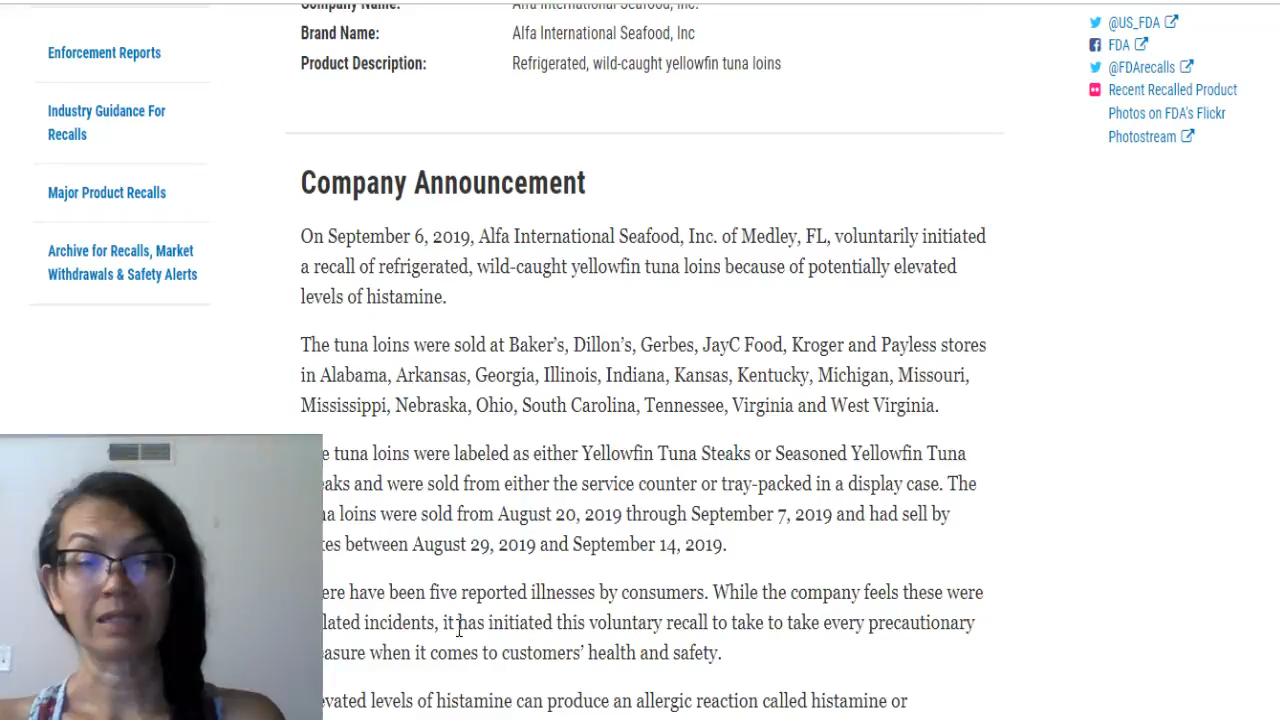 Company Name: Alfa International Seafood, Inc.
Brand Name: Alfa International Seafood, Inc
Product Description: Refrigerated, wild-caught yellowfin tuna loins
Enforcement Reports
Industry Guidance For
Recalls
Major Product Recalls
Archive for Recalls, Market
Withdrawals & Safety Alerts
Company Announcement
On September 6, 2019, Alfa International Seafood, Inc. of Medley, FL, voluntarily initiated
a recall of refrigerated, wild-caught yellowfin tuna loins because of potentially elevated
levels of histamine.
The tuna loins were sold at Baker’s, Dillon’s, Gerbes, JayC Food, Kroger and Payless stores
in Alabama, Arkansas, Georgia, Illinois, Indiana, Kansas, Kentucky, Michigan, Missouri,
Mississippi, Nebraska, Ohio, South Carolina, Tennessee, Virginia and West Virginia.
tuna loins were labeled as either Yellowfin Tuna Steaks or Seasoned Yellowfin Tuna
and were sold from either the service counter or tray-packed in a display case. The
loins were sold from August 20, 2019 through September 7, 2019 and had sell by
between August 29, 2019 and September 14, 2019.
have been five reported illnesses by consumers. While the company feels these were
incidents, it has initiated this voluntary recall to take to take every precautionary
when it comes to customers’ health and safety.
levels of histamine can produce an allergic reaction called histamine or
@US_FDA
FDA
@FDArecalls
Recent Recalled Product
Photos on FDA's Flickr
Photostream